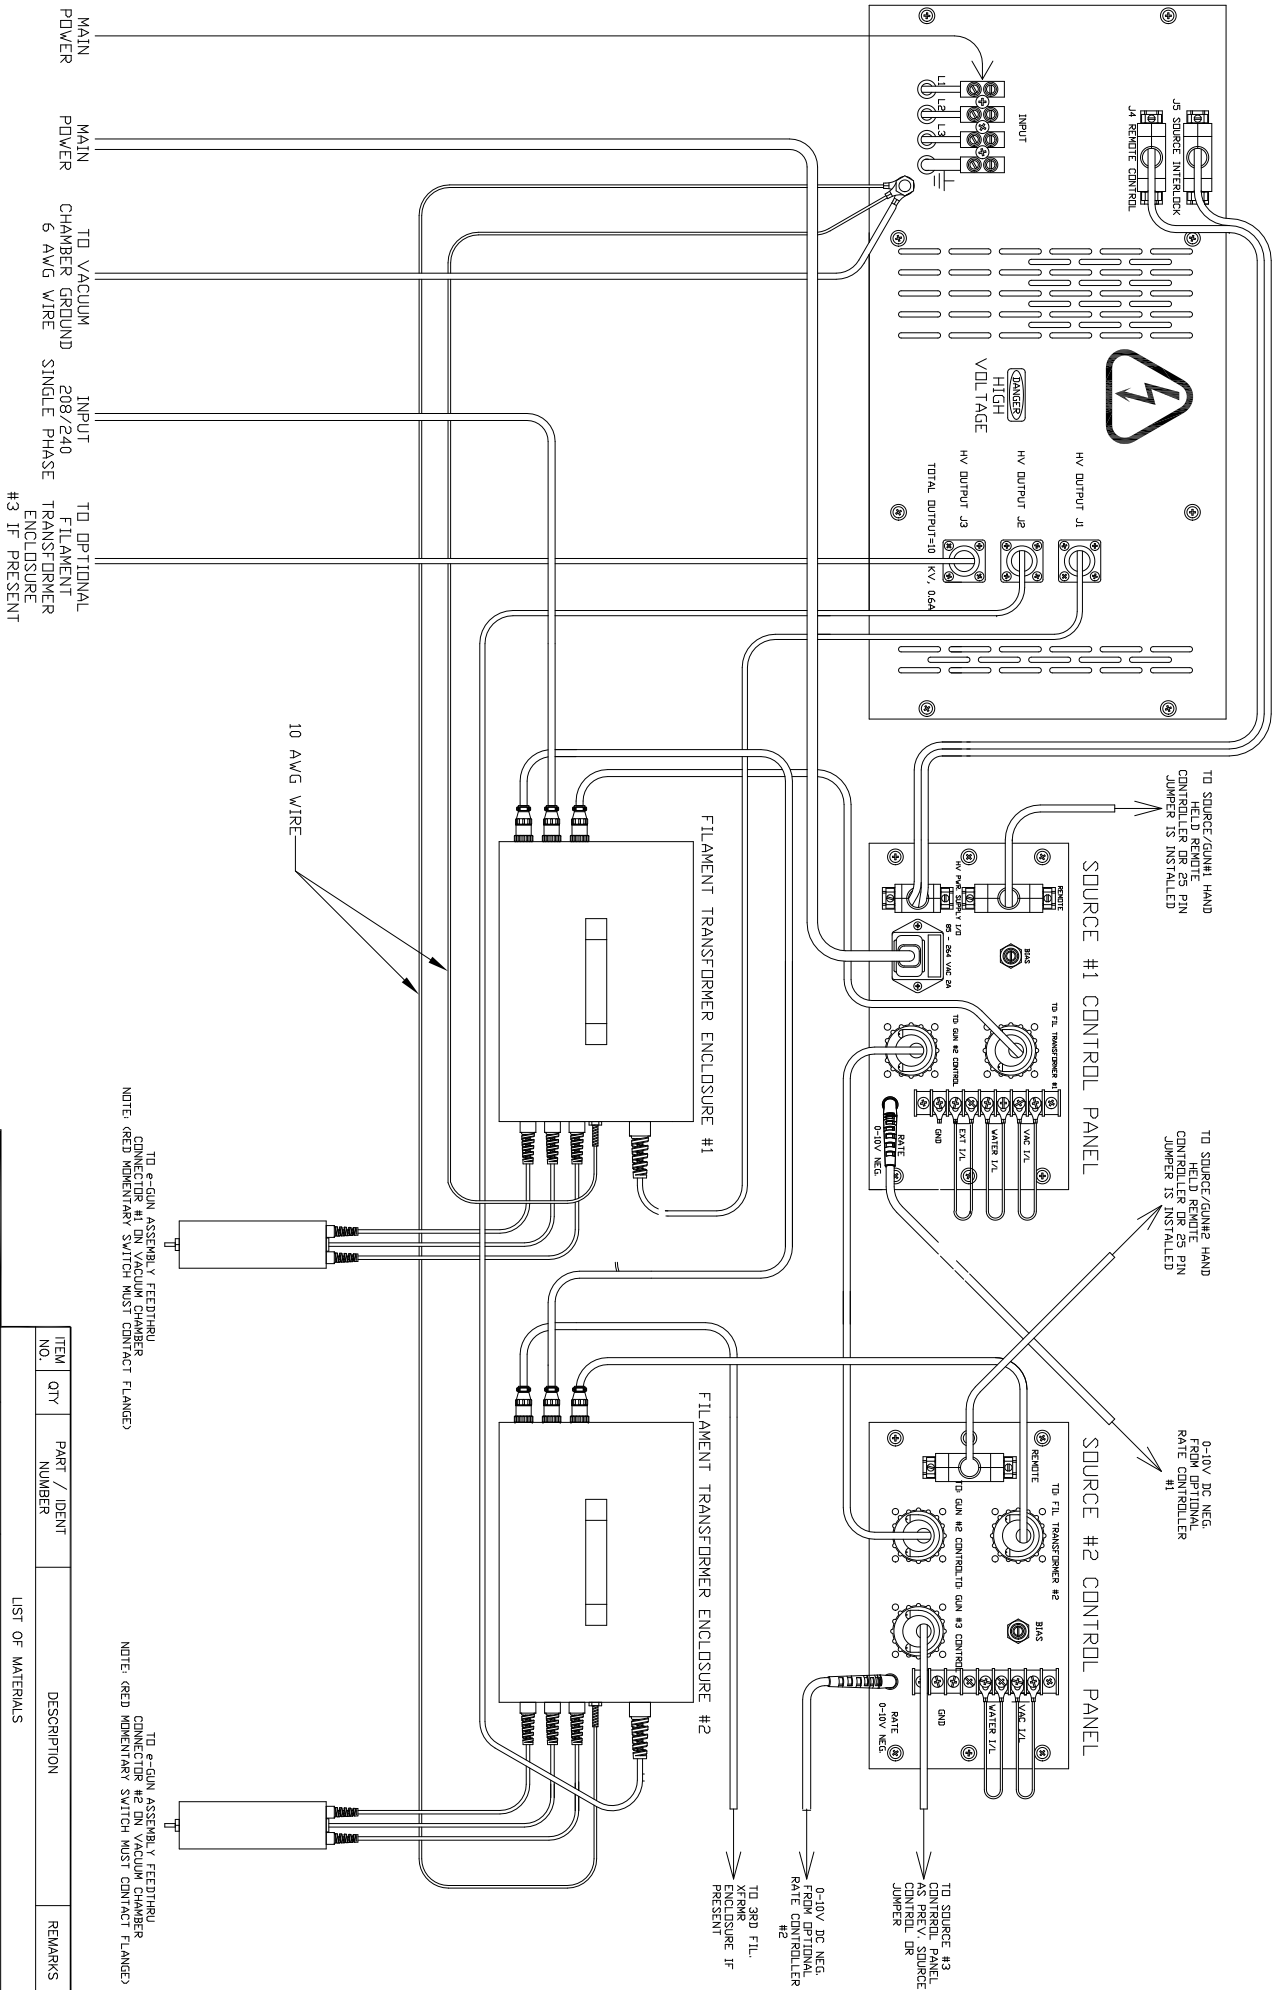 J5 SOURCE INTERLOCK
J4 REMOTE CONTROL
INPUT
L1
L2
L3
DANGER
HIGH
VOLTAGE
HV OUTPUT J1
HV OUTPUT J2
HV OUTPUT J3
TOTAL OUTPUT=10 KV, 0.6A
MAIN
POWER
MAIN
POWER
TO VACUUM
CHAMBER GROUND
6 AWG WIRE
INPUT
208/240
SINGLE PHASE
TO OPTIONAL
FILAMENT
TRANSFORMER
ENCLOSURE
#3 IF PRESENT
TO SOURCE/GUN#1 HAND
HELD REMOTE
CONTROLLER OR 25 PIN
JUMPER IS INSTALLED
SOURCE #1 CONTROL PANEL
REMOTE
HV PWR. SUPPLY I/O
BIAS
85 - 264 VAC 2A
TO: FIL TRANSFORMER #1
TO: GUN #2 CONTROL
VAC I/L
WATER I/L
EXT I/L
GND
RATE
0-10V NEG.
FILAMENT TRANSFORMER ENCLOSURE #1
10 AWG WIRE
TO e-GUN ASSEMBLY FEEDTHRU
CONNECTOR #1 ON VACUUM CHAMBER
NOTE: (RED MOMENTARY SWITCH MUST CONTACT FLANGE)
TO SOURCE/GUN#2 HAND
HELD REMOTE
CONTROLLER OR 25 PIN
JUMPER IS INSTALLED
0-10V DC NEG.
FROM OPTIONAL
RATE CONTROLLER
#1
SOURCE #2 CONTROL PANEL
REMOTE
TO: FIL TRANSFORMER #2
TO: GUN #2 CONTROL
TO: GUN #3 CONTROL
BIAS
VAC I/L
WATER I/L
GND
RATE
0-10V NEG.
FILAMENT TRANSFORMER ENCLOSURE #2
TO SOURCE #3
CONTRROL PANEL
AS PREV. SOURCE
CONTROL OR
JUMPER
0-10V DC NEG.
FROM OPTIONAL
RATE CONTROLLER
#2
TO 3RD FIL.
XFRMR
ENCLOSURE IF
PRESENT
TO e-GUN ASSEMBLY FEEDTHRU
CONNECTOR #2 ON VACUUM CHAMBER
NOTE: (RED MOMENTARY SWITCH MUST CONTACT FLANGE)
ITEM
NO.
QTY
PART / IDENT
NUMBER
DESCRIPTION
REMARKS
LIST OF MATERIALS